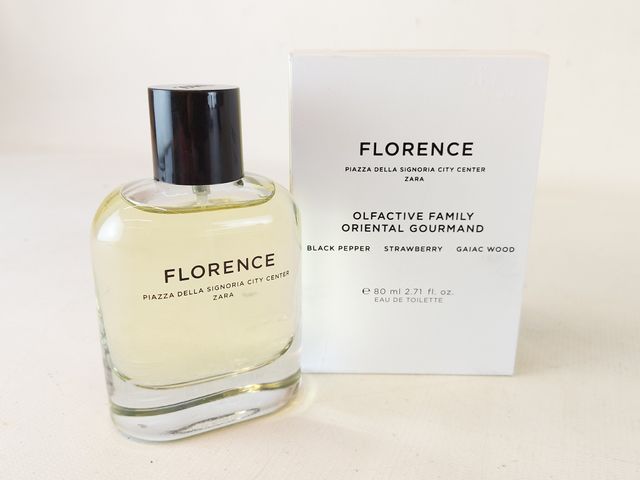 FLORENCE
PIAZZA DELLA SIGNORIA CITY CENTER
ZARA
FLORENCE
PIAZZA DELLA SIGNORIA CITY CENTER
ZARA
OLFACTIVE FAMILY
ORIENTAL GOURMAND
BLACK PEPPER STRAWBERRY GAIAC WOOD
℮ 80 ml 2.71 fl. oz.
EAU DE TOILETTE